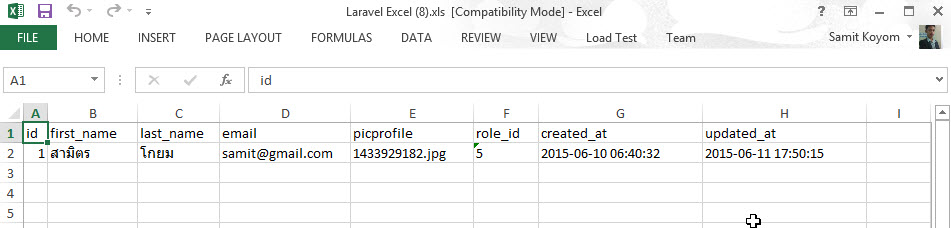 Laravel Excel (8).xls [Compatibility Mode] - Excel
FILE HOME INSERT PAGE LAYOUT FORMULAS DATA REVIEW VIEW Load Test Team Samit Koyom
A1 fx id
A B C D E F G H I
1 id first_name last_name email picprofile role_id created_at updated_at
2 1 สามิตร โกยม samit@gmail.com 1433929182.jpg 5 2015-06-10 06:40:32 2015-06-11 17:50:15
3
4
5